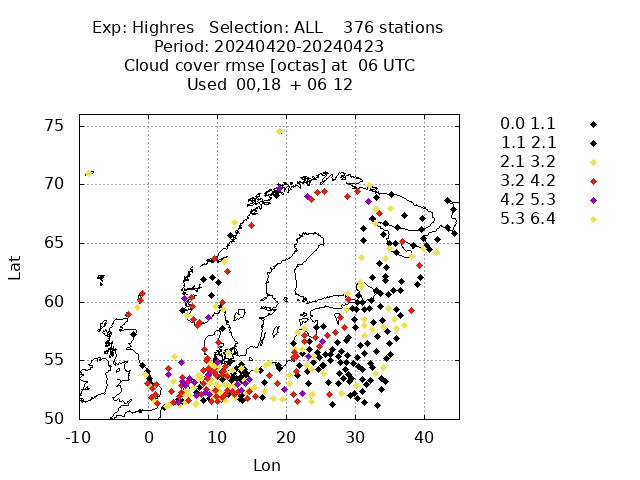 Exp: Highres   Selection: ALL    376 stations
Period: 20240420-20240423
Cloud cover rmse [octas] at  06 UTC
Used  00,18  + 06 12
75
70
65
60
55
50
-10 0 10 20 30 40
Lat
Lon
0.0 1.1
1.1 2.1
2.1 3.2
3.2 4.2
4.2 5.3
5.3 6.4